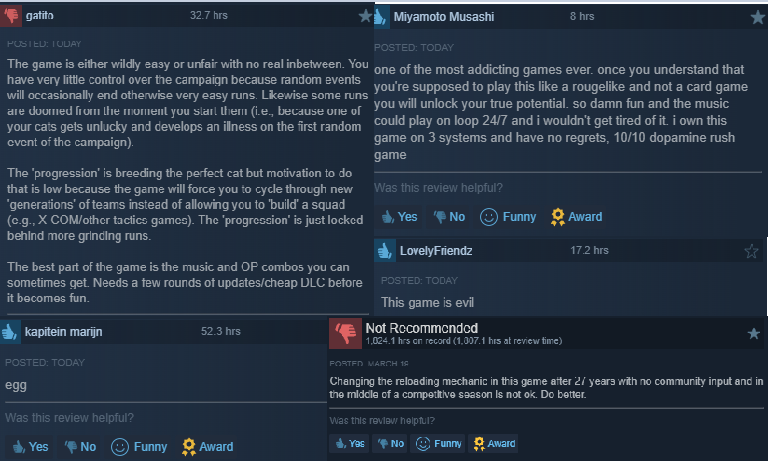 gatito 32.7 hrs
POSTED: TODAY
The game is either wildly easy or unfair with no real inbetween. You
have very little control over the campaign because random events
will occasionally end otherwise very easy runs. Likewise some runs
are doomed from the moment you start them (i.e., because one of
your cats gets unlucky and develops an illness on the first random
event of the campaign).
The 'progression' is breeding the perfect cat but motivation to do
that is low because the game will force you to cycle through new
'generations' of teams instead of allowing you to 'build' a squad
(e.g., X COM/other tactics games). The 'progression' is just locked
behind more grinding runs.
The best part of the game is the music and OP combos you can
sometimes get. Needs a few rounds of updates/cheap DLC before
it becomes fun.
Miyamoto Musashi 8 hrs
POSTED: TODAY
one of the most addicting games ever. once you understand that
you're supposed to play this like a rougelike and not a card game
you will unlock your true potential. so damn fun and the music
could play on loop 24/7 and i wouldn't get tired of it. i own this
game on 3 systems and have no regrets, 10/10 dopamine rush
game
Was this review helpful?
Yes No Funny Award
LovelyFriendz 17.2 hrs
POSTED: TODAY
This game is evil
kapitein marijn 52.3 hrs
POSTED: TODAY
egg
Was this review helpful?
Yes No Funny Award
Not Recommended
1,824.1 hrs on record (1,807.1 hrs at review time)
POSTED: MARCH 19
Changing the reloading mechanic in this game after 27 years with no community input and in
the middle of a competitive season is not ok. Do better.
Was this review helpful?
Yes No Funny Award